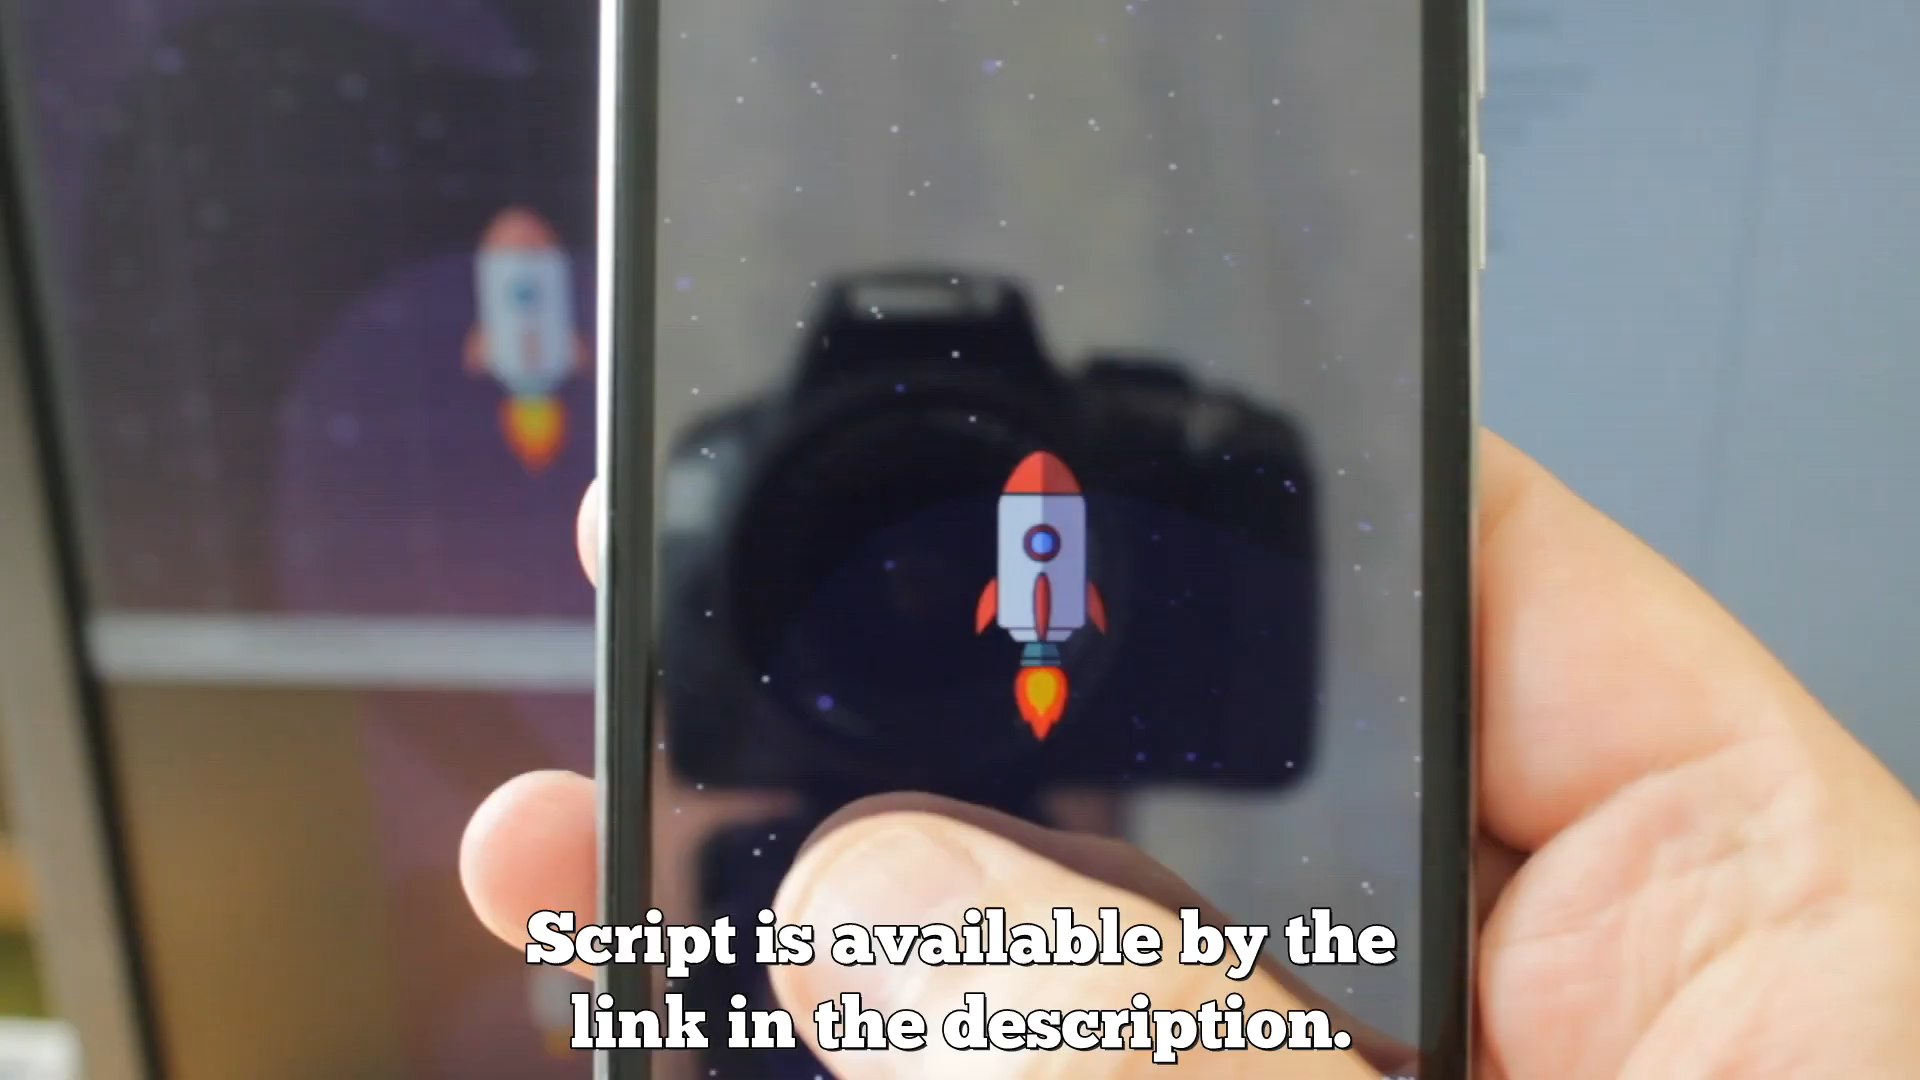 Script is available by the
link in the description.